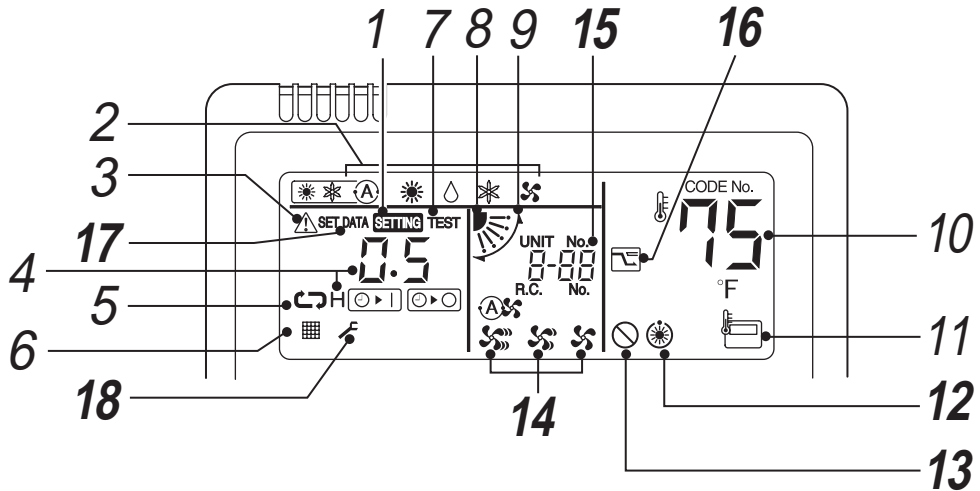 1 7 8 9 15 16
2
3
CODE No.
A
SET DATA SETTING TEST
17
UNIT No.
75
10
4
0.5
8-88
°F
H
R.C. No.
5
A
6
11
18
14
12
13